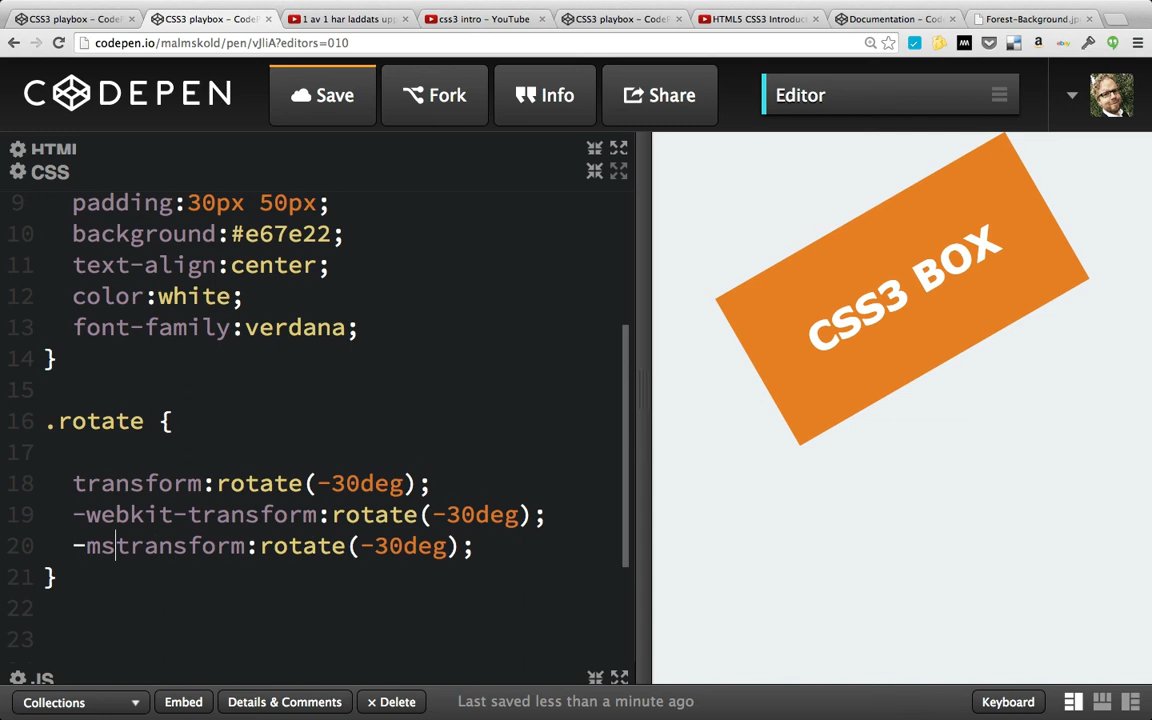 CSS3 playbox - CodeP
CSS3 playbox - CodeP
1 av 1 har laddats up
css3 intro - YouTube
CSS3 playbox - CodeP
HTML5 CSS3 Introduc
Documentation - Cod
Forest-Background.jp
codepen.io/malmskold/pen/vJliA?editors=010
CODEPEN
Save
Fork
Info
Share
Editor
HTML
CSS
9 padding:30px 50px;
10 background:#e67e22;
11 text-align:center;
12 color:white;
13 font-family:verdana;
14 }
15
16 .rotate {
17
18 transform:rotate(-30deg);
19 -webkit-transform:rotate(-30deg);
20 -mstransform:rotate(-30deg);
21 }
22
23
CSS3 BOX
JS
Collections
Embed
Details & Comments
× Delete
Last saved less than a minute ago
Keyboard